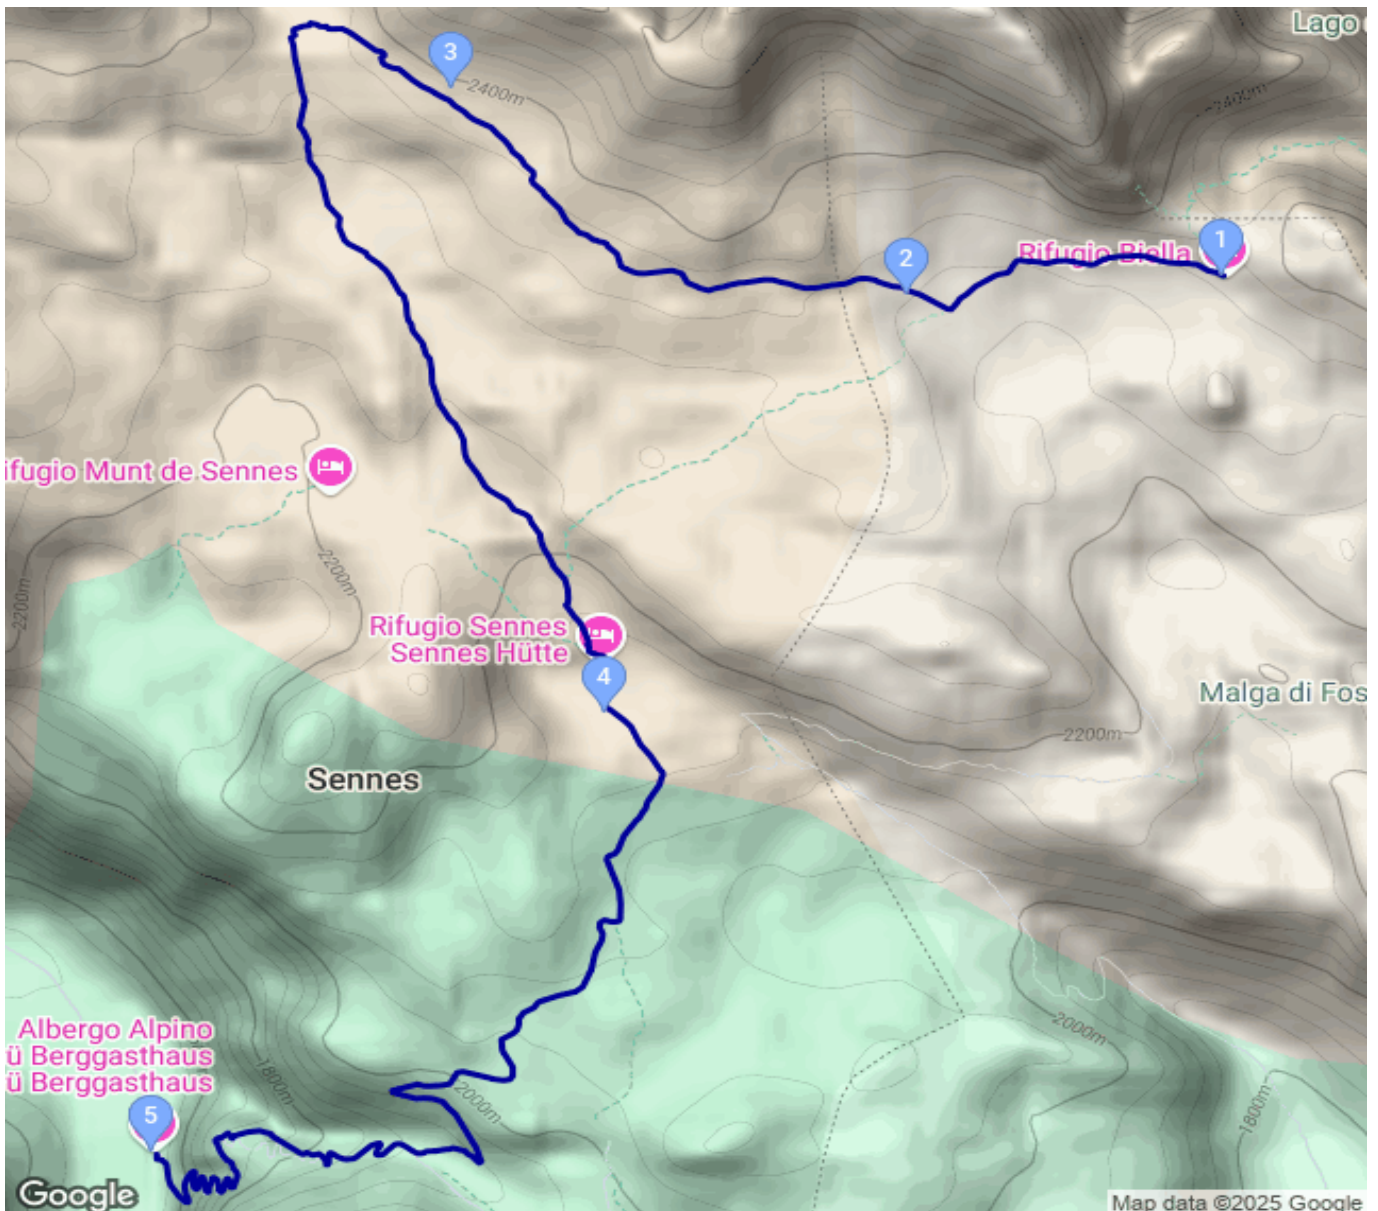 Lago
3
2400m
2400m
1
Rifugio Biella
2
ifugio Munt de Sennes
2200m
2200m
Rifugio Sennes
Sennes Hütte
4
Malga di Fos
2200m
Sennes
2000m
Albergo Alpino
ü Berggasthaus
ü Berggasthaus
1800m
2000m
1800m
5
Google
Map data ©2025 Google